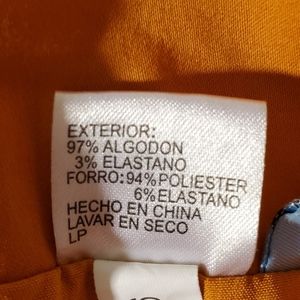 EXTERIOR:
97% ALGODON
3% ELASTANO
FORRO: 94% POLIESTER
6% ELASTANO
HECHO EN CHINA
LAVAR EN SECO
LP